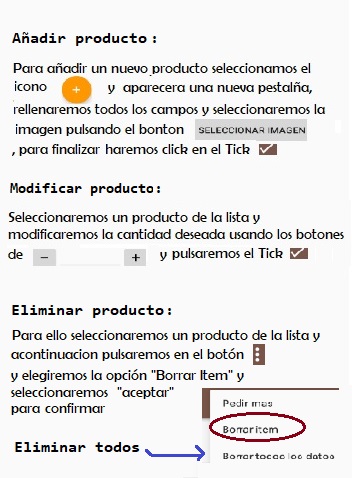 Añadir producto :
Para añadir un nuevo producto seleccionamos el
icono + y aparecera una nueva pestalña,
rellenaremos todos los campos y seleccionaremos la
imagen pulsando el bonton SELECCIONAR IMAGEN
, para finalizar haremos click en el Tick
Modificar producto:
Seleccionaremos un producto de la lista y
modificaremos la cantidad deseada usando los botones
de − + y pulsaremos el Tick
Eliminar producto:
Para ello seleccionaremos un producto de la lista y
acontinuacion pulsaremos en el botón
y elegiremos la opción "Borrar Item" y
seleccionaremos "aceptar"
para confirmar
Pedir mas
Borrar item
Eliminar todos
Borrar todos los datos